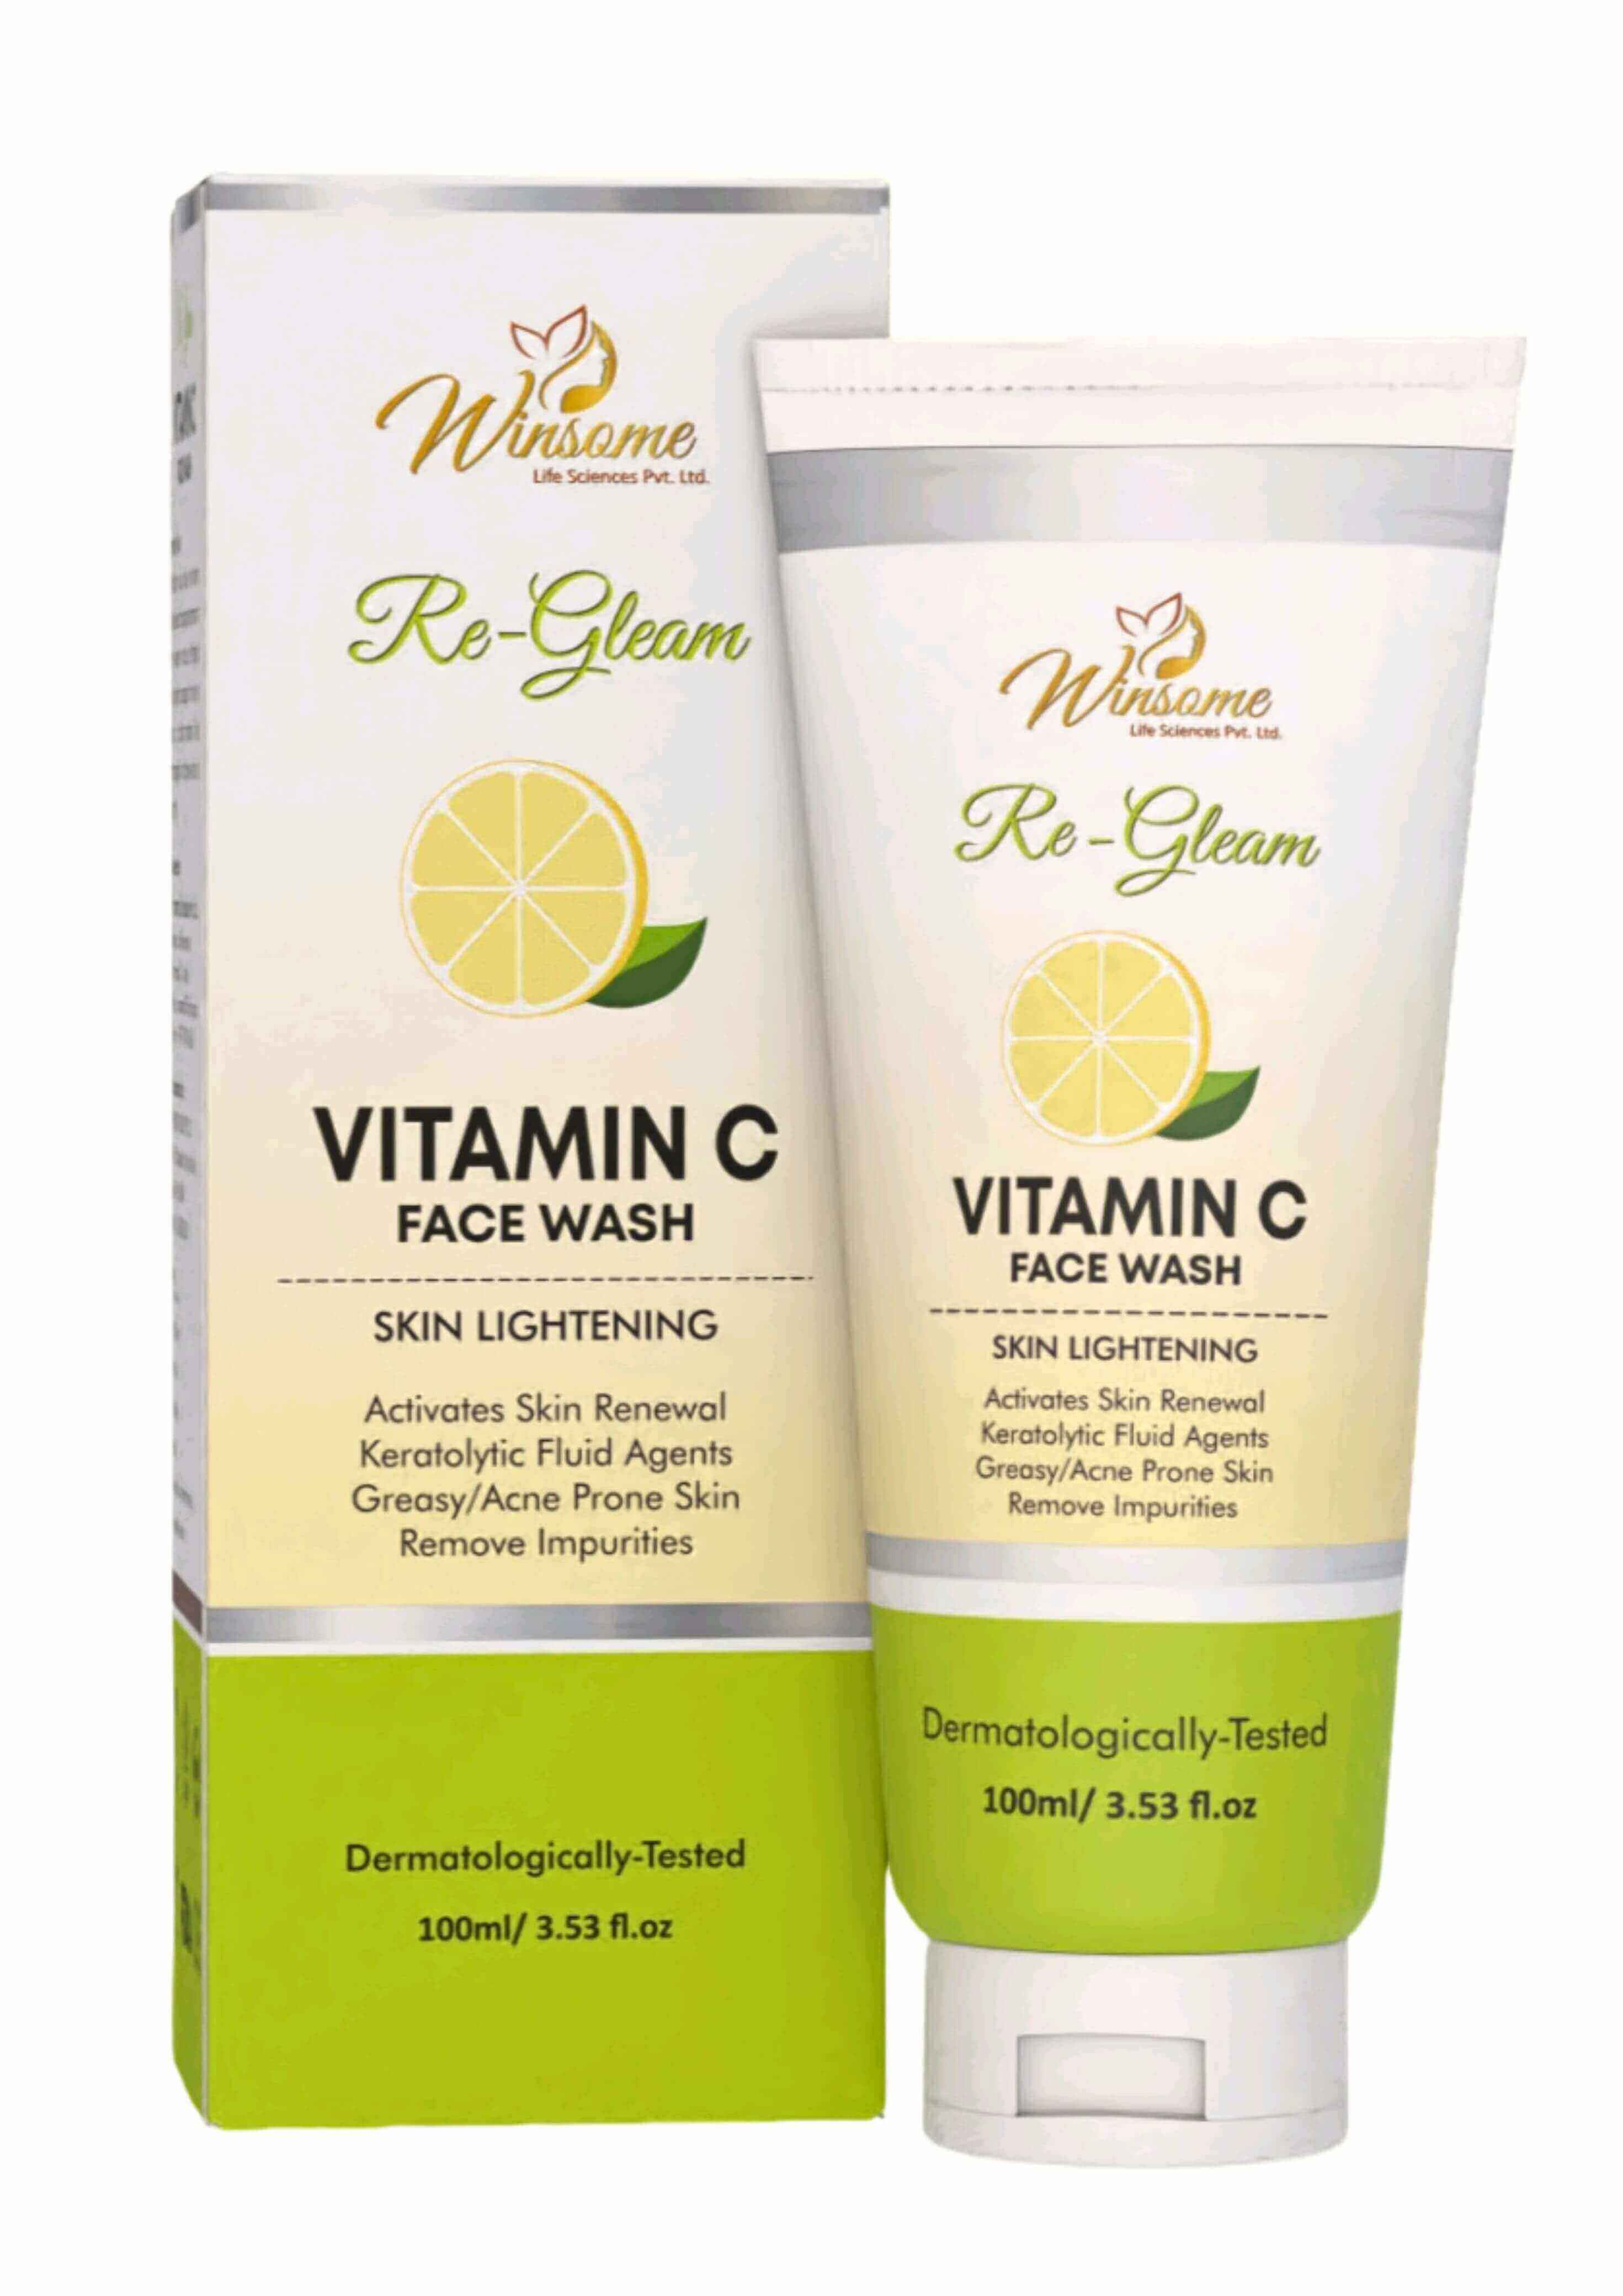 Winsome
Life Sciences Pvt. Ltd.
Re-Gleam
VITAMIN C
FACE WASH
SKIN LIGHTENING
Activates Skin Renewal
Keratolytic Fluid Agents
Greasy/Acne Prone Skin
Remove Impurities
Dermatologically-Tested
100ml/ 3.53 fl.oz
Winsome
Life Sciences Pvt. Ltd.
Re-Gleam
VITAMIN C
FACE WASH
SKIN LIGHTENING
Activates Skin Renewal
Keratolytic Fluid Agents
Greasy/Acne Prone Skin
Remove Impurities
Dermatologically-Tested
100ml/ 3.53 fl.oz